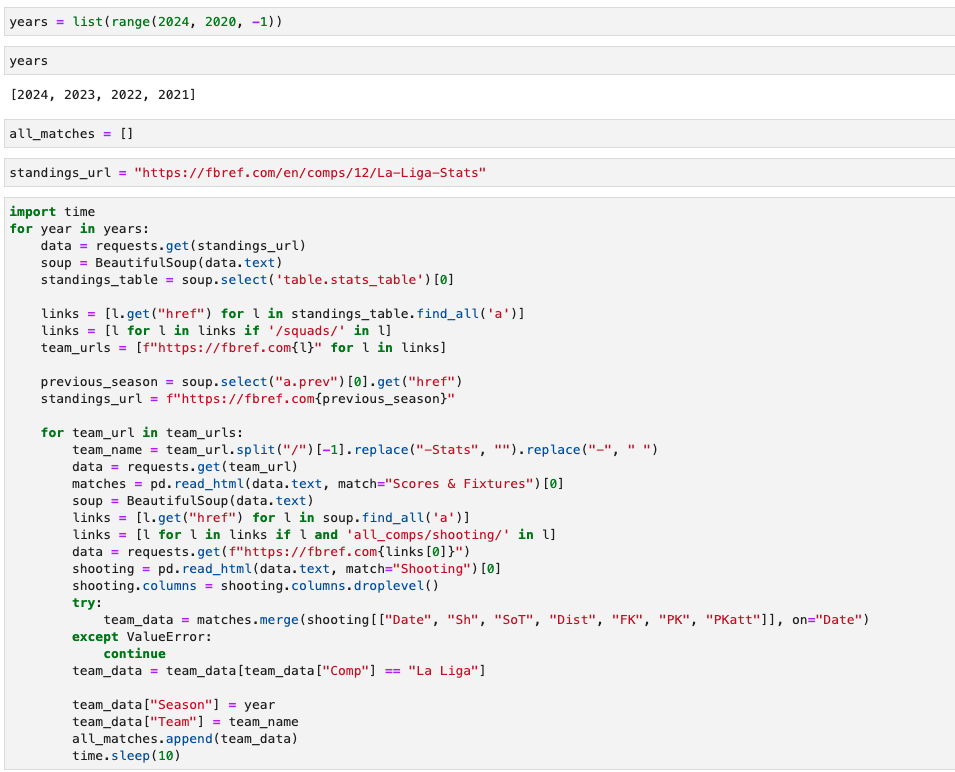 years = list(range(2024, 2020, -1))
years
[2024, 2023, 2022, 2021]
all_matches = []
standings_url = "https://fbref.com/en/comps/12/La-Liga-Stats"
import time
for year in years:
    data = requests.get(standings_url)
    soup = BeautifulSoup(data.text)
    standings_table = soup.select('table.stats_table')[0]

    links = [l.get("href") for l in standings_table.find_all('a')]
    links = [l for l in links if '/squads/' in l]
    team_urls = [f"https://fbref.com{l}" for l in links]

    previous_season = soup.select("a.prev")[0].get("href")
    standings_url = f"https://fbref.com{previous_season}"

    for team_url in team_urls:
        team_name = team_url.split("/")[-1].replace("-Stats", "").replace("-", " ")
        data = requests.get(team_url)
        matches = pd.read_html(data.text, match="Scores & Fixtures")[0]
        soup = BeautifulSoup(data.text)
        links = [l.get("href") for l in soup.find_all('a')]
        links = [l for l in links if l and 'all_comps/shooting/' in l]
        data = requests.get(f"https://fbref.com{links[0]}")
        shooting = pd.read_html(data.text, match="Shooting")[0]
        shooting.columns = shooting.columns.droplevel()
        try:
            team_data = matches.merge(shooting[["Date", "Sh", "SoT", "Dist", "FK", "PK", "PKatt"]], on="Date")
        except ValueError:
            continue
        team_data = team_data[team_data["Comp"] == "La Liga"]

        team_data["Season"] = year
        team_data["Team"] = team_name
        all_matches.append(team_data)
        time.sleep(10)